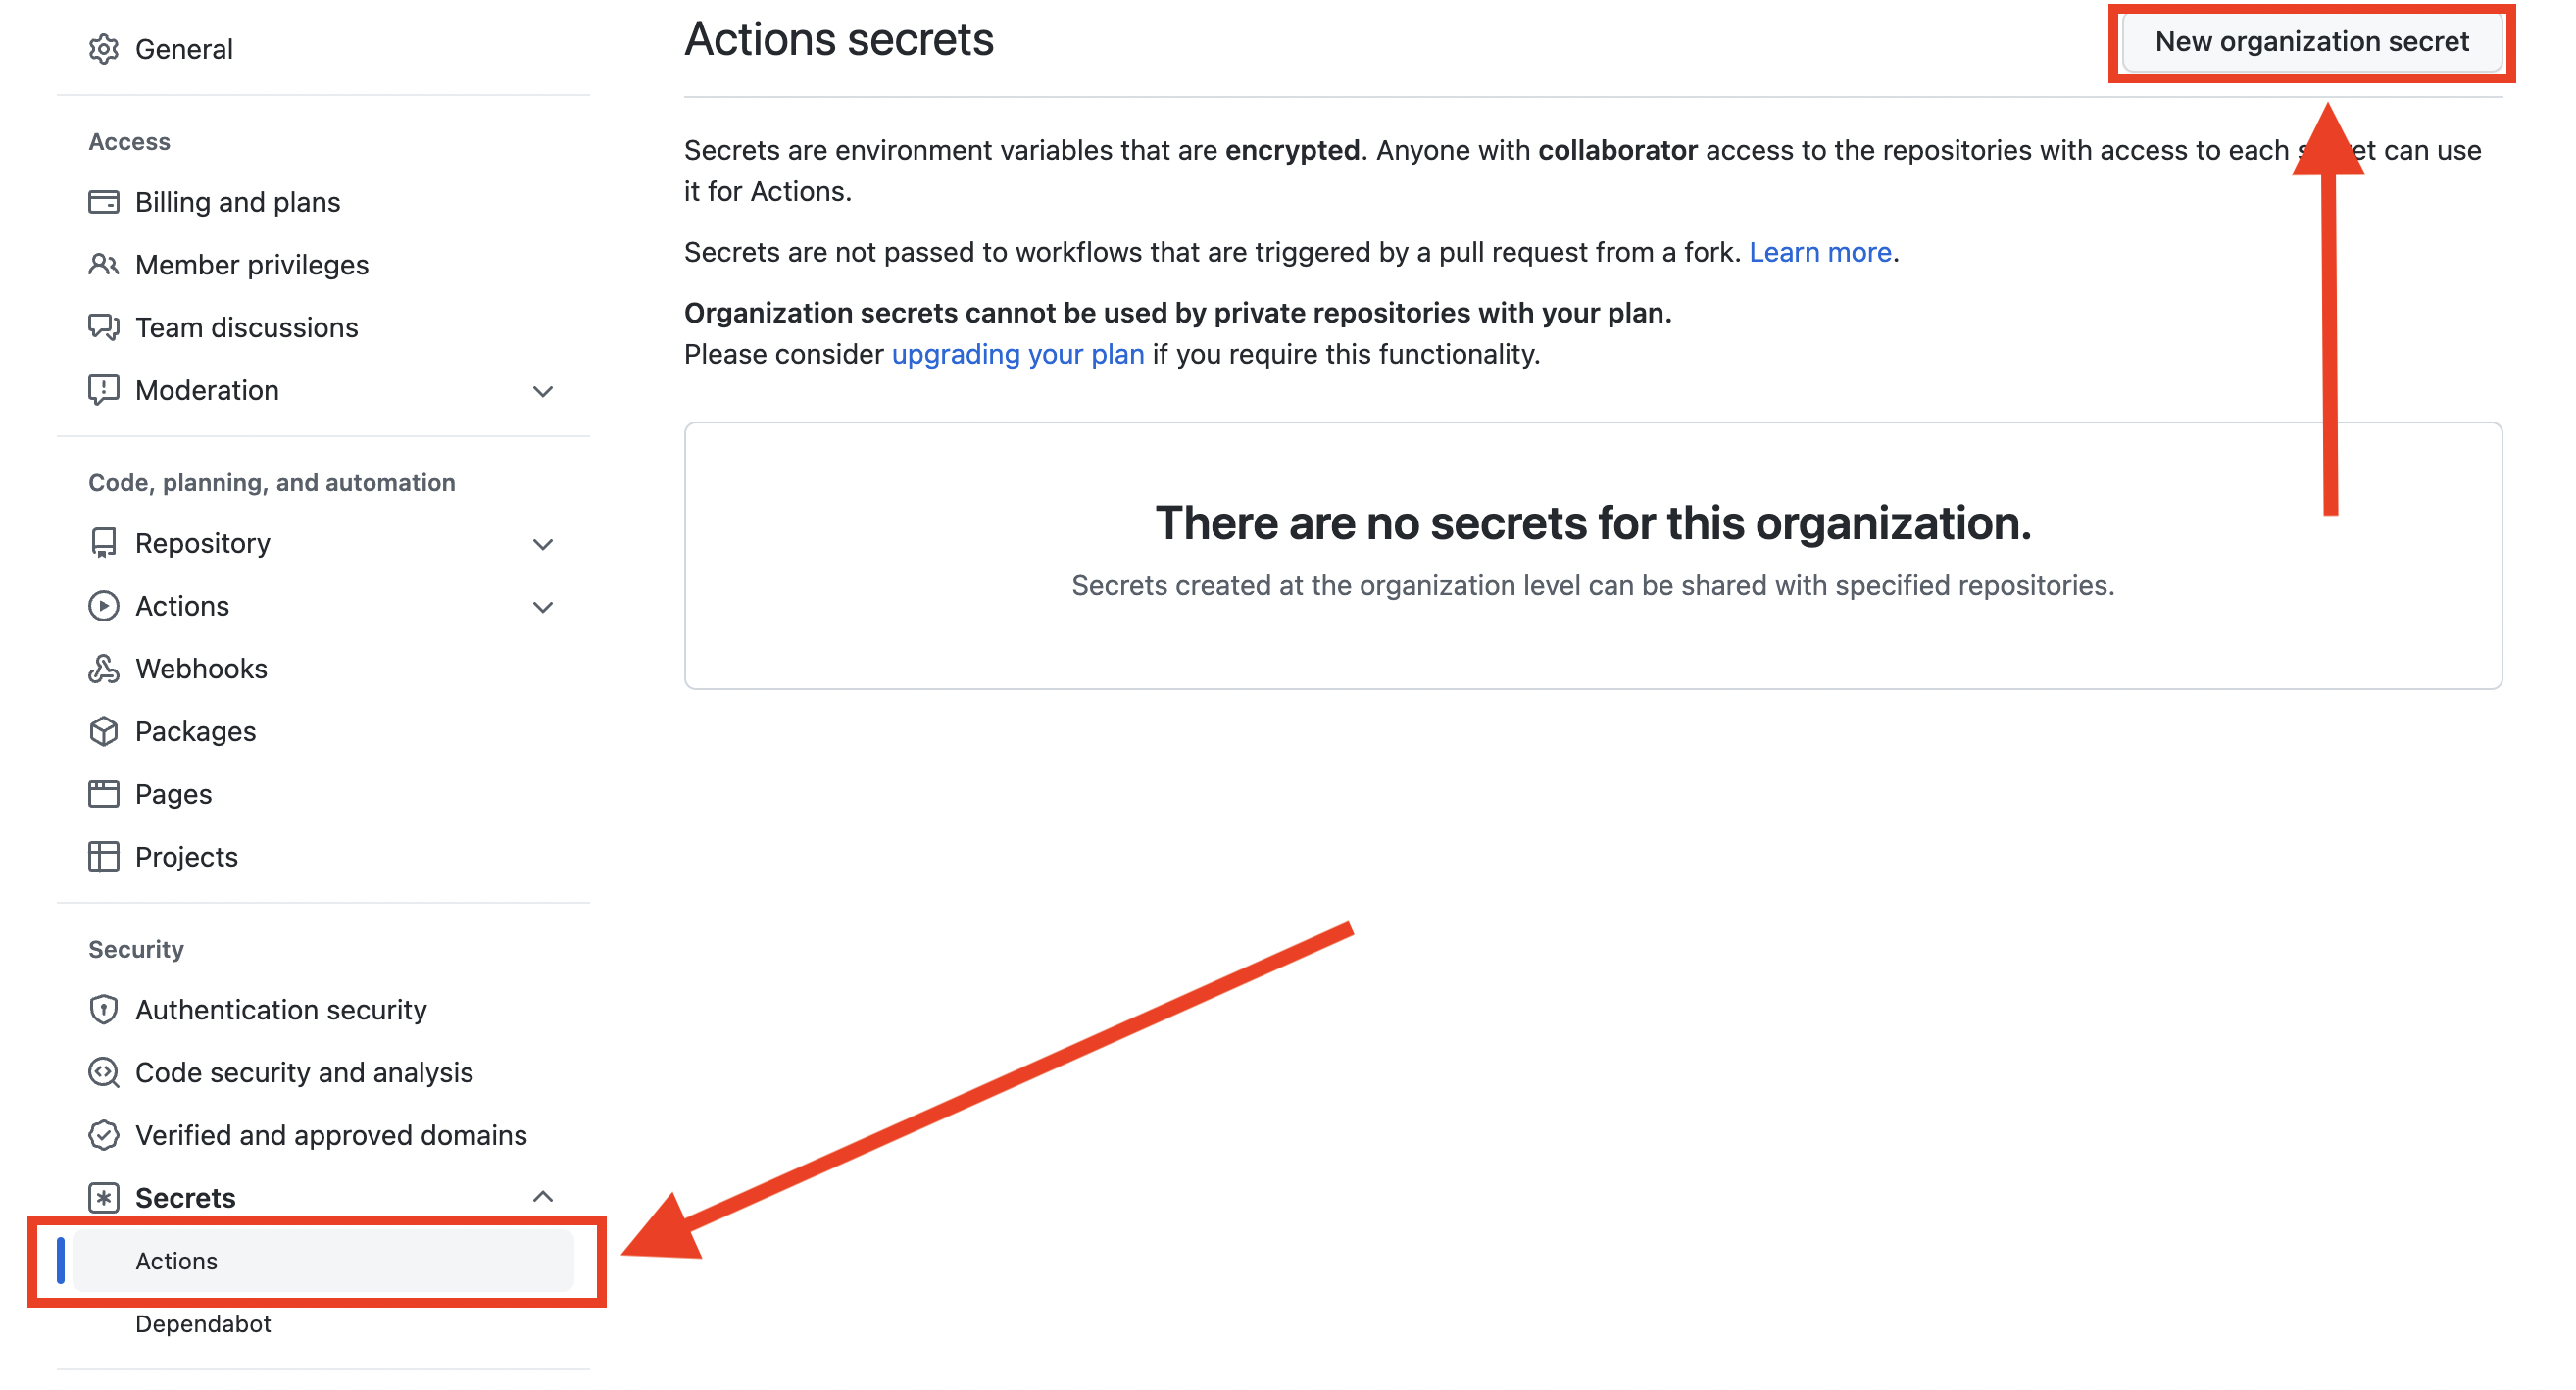 General
Access
Billing and plans
Member privileges
Team discussions
Moderation
Code, planning, and automation
Repository
Actions
Webhooks
Packages
Pages
Projects
Security
Authentication security
Code security and analysis
Verified and approved domains
Secrets
Actions
Dependabot
Actions secrets
New organization secret
Secrets are environment variables that are encrypted. Anyone with collaborator access to the repositories with access to each can use
it for Actions.
Secrets are not passed to workflows that are triggered by a pull request from a fork. Learn more.
Organization secrets cannot be used by private repositories with your plan.
Please consider upgrading your plan if you require this functionality.
There are no secrets for this organization.
Secrets created at the organization level can be shared with specified repositories.